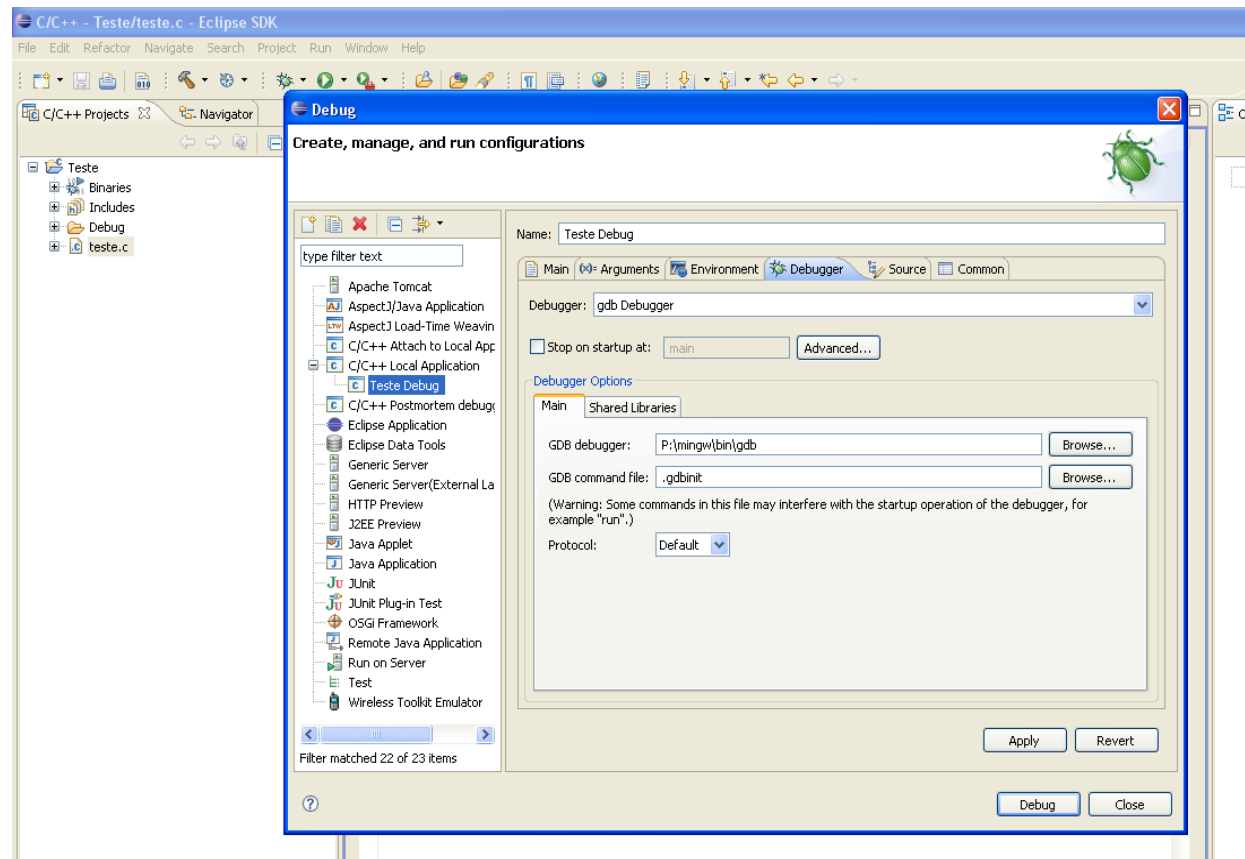 C/C++ - Teste/teste.c - Eclipse SDK
File Edit Refactor Navigate Search Project Run Window Help
C/C++ Projects
Navigator
Teste
Binaries
Includes
Debug
teste.c
Debug
Create, manage, and run configurations
type filter text
Apache Tomcat
AspectJ/Java Application
AspectJ Load-Time Weavin
C/C++ Attach to Local App
C/C++ Local Application
Teste Debug
C/C++ Postmortem debugg
Eclipse Application
Eclipse Data Tools
Generic Server
Generic Server(External La
HTTP Preview
J2EE Preview
Java Applet
Java Application
JUnit
JUnit Plug-in Test
OSGi Framework
Remote Java Application
Run on Server
Test
Wireless Toolkit Emulator
Filter matched 22 of 23 items
Name: Teste Debug
Main (x)= Arguments Environment Debugger Source Common
Debugger: gdb Debugger
Stop on startup at: main Advanced...
Debugger Options
Main Shared Libraries
GDB debugger: P:\mingw\bin\gdb Browse...
GDB command file: .gdbinit Browse...
(Warning: Some commands in this file may interfere with the startup operation of the debugger, for
example "run".)
Protocol: Default
Apply Revert
Debug Close